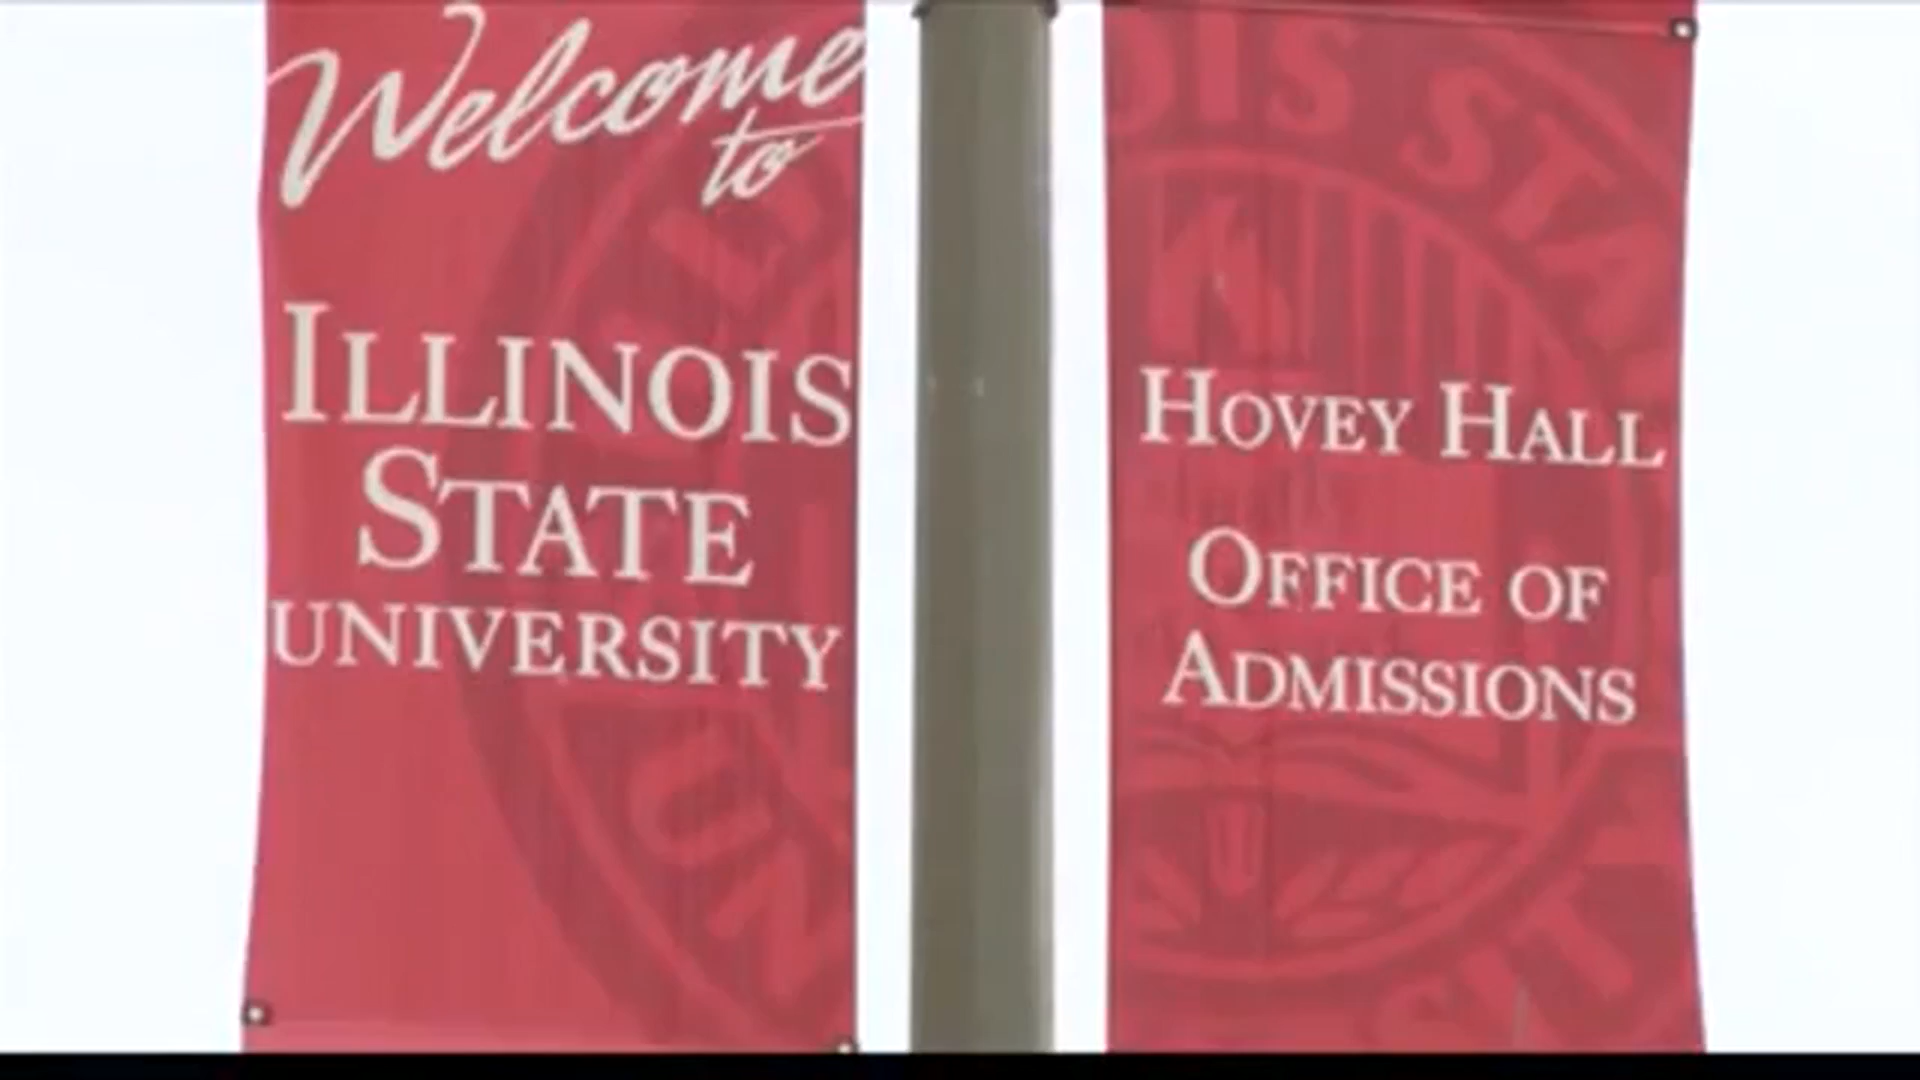 Welcome
to
ILLINOIS
STATE
UNIVERSITY
HOVEY HALL
OFFICE OF
ADMISSIONS